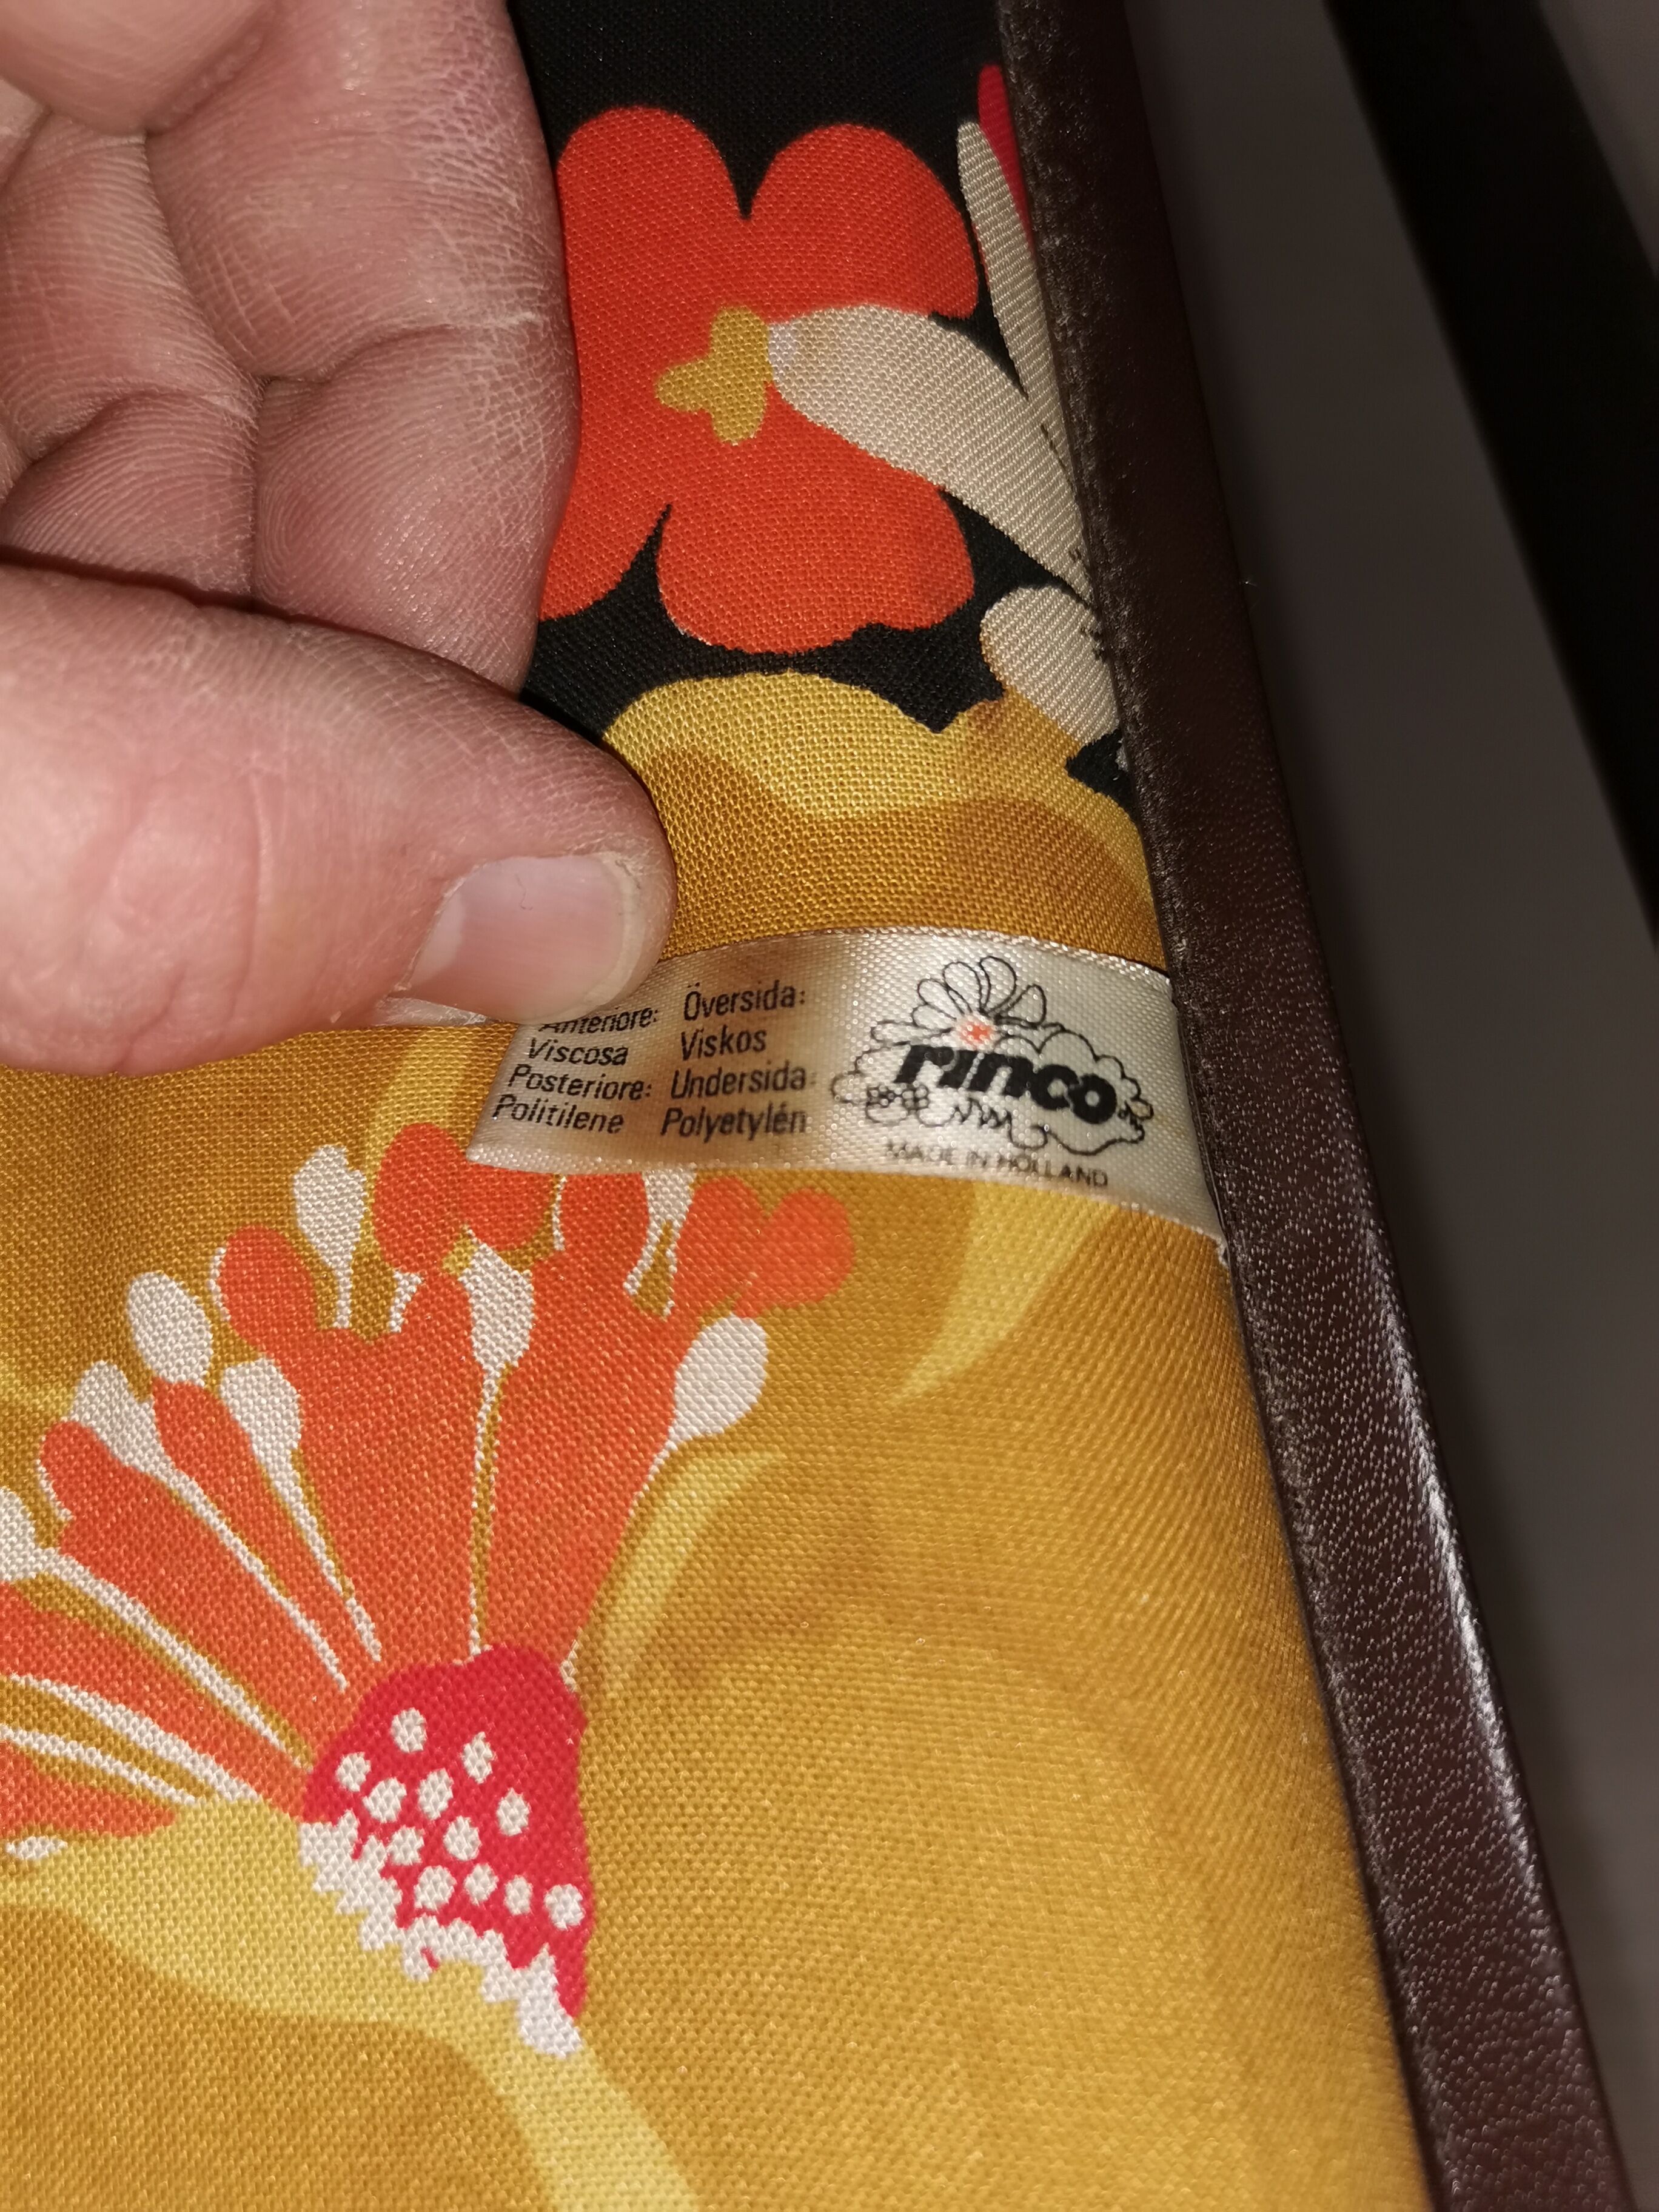 Anteriore:
Viscosa
Posteriore:
Politilene
Översida:
Viskos
Undersida:
Polyetylén
rinco
MADE IN HOLLAND